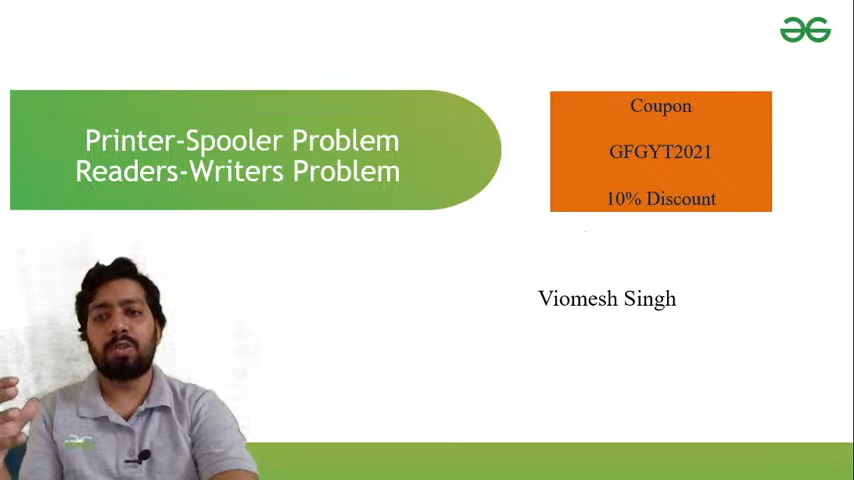 Printer-Spooler Problem
Readers-Writers Problem
Coupon
GFGYT2021
10% Discount
Viomesh Singh